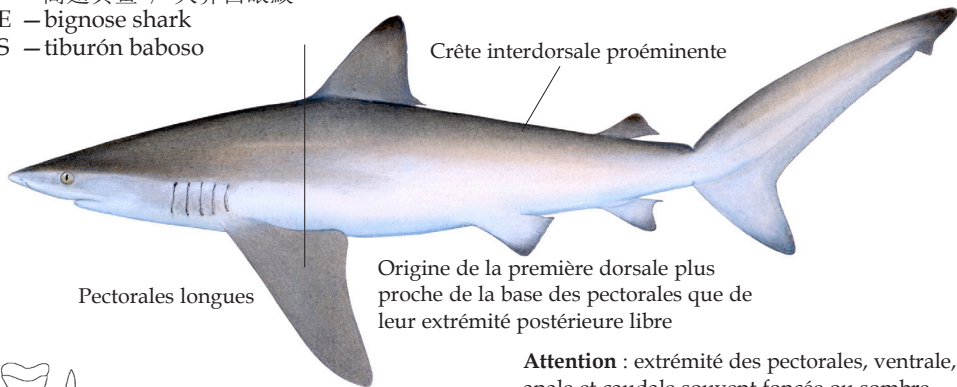 E – bignose shark
S – tiburón baboso
Crête interdorsale proéminente
Pectorales longues
Origine de la première dorsale plus
proche de la base des pectorales que de
leur extrémité postérieure libre
Attention : extrémité des pectorales, ventrale,